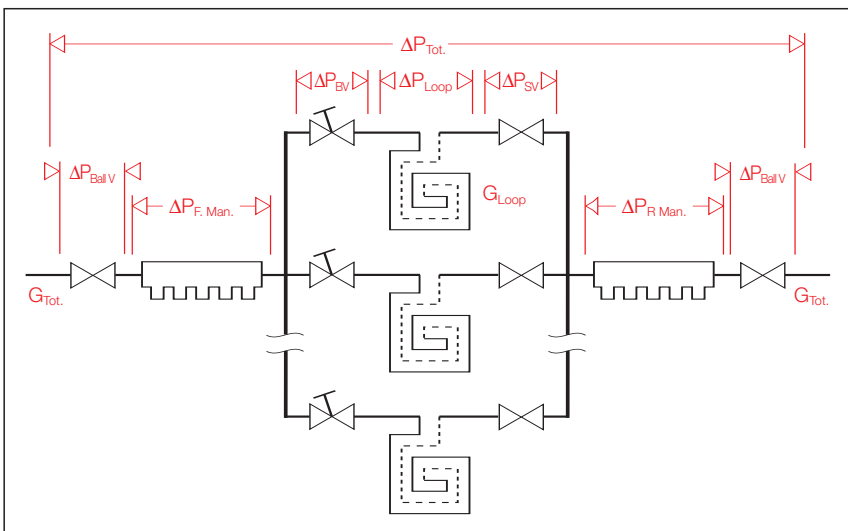 ΔPTot.
ΔPBV ΔPLoop ΔPSV
ΔPBall V ΔPBall V
ΔPF. Man. GLoop ΔPR Man.
GTot. GTot.